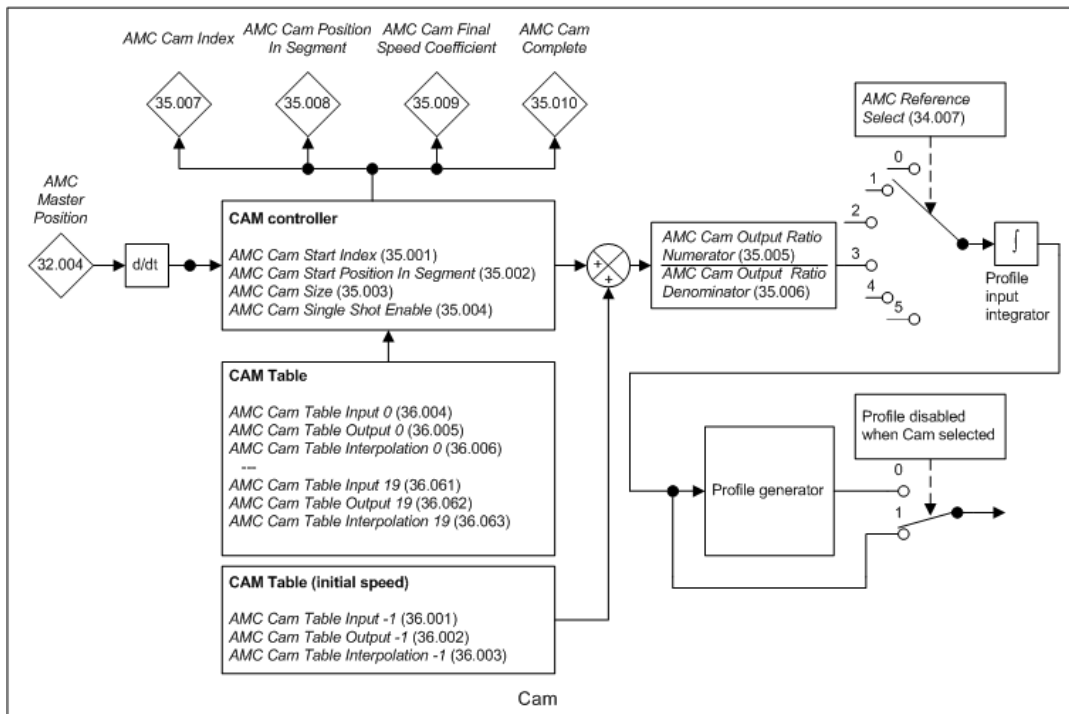 AMC Cam Index
AMC Cam Position
In Segment
AMC Cam Final
Speed Coefficient
AMC Cam
Complete
35.007
35.008
35.009
35.010
AMC Reference
Select (34.007)
AMC
Master
Position
32.004
d/dt
CAM controller
AMC Cam Start Index (35.001)
AMC Cam Start Position In Segment (35.002)
AMC Cam Size (35.003)
AMC Cam Single Shot Enable (35.004)
+
+
AMC Cam Output Ratio
Numerator (35.005)
AMC Cam Output Ratio
Denominator (35.006)
0
1
2
3
4
5
∫
Profile
input
integrator
CAM Table
AMC Cam Table Input 0 (36.004)
AMC Cam Table Output 0 (36.005)
AMC Cam Table Interpolation 0 (36.006)
---
AMC Cam Table Input 19 (36.061)
AMC Cam Table Output 19 (36.062)
AMC Cam Table Interpolation 19 (36.063)
Profile disabled
when Cam selected
Profile generator
0
1
CAM Table (initial speed)
AMC Cam Table Input -1 (36.001)
AMC Cam Table Output -1 (36.002)
AMC Cam Table Interpolation -1 (36.003)
Cam